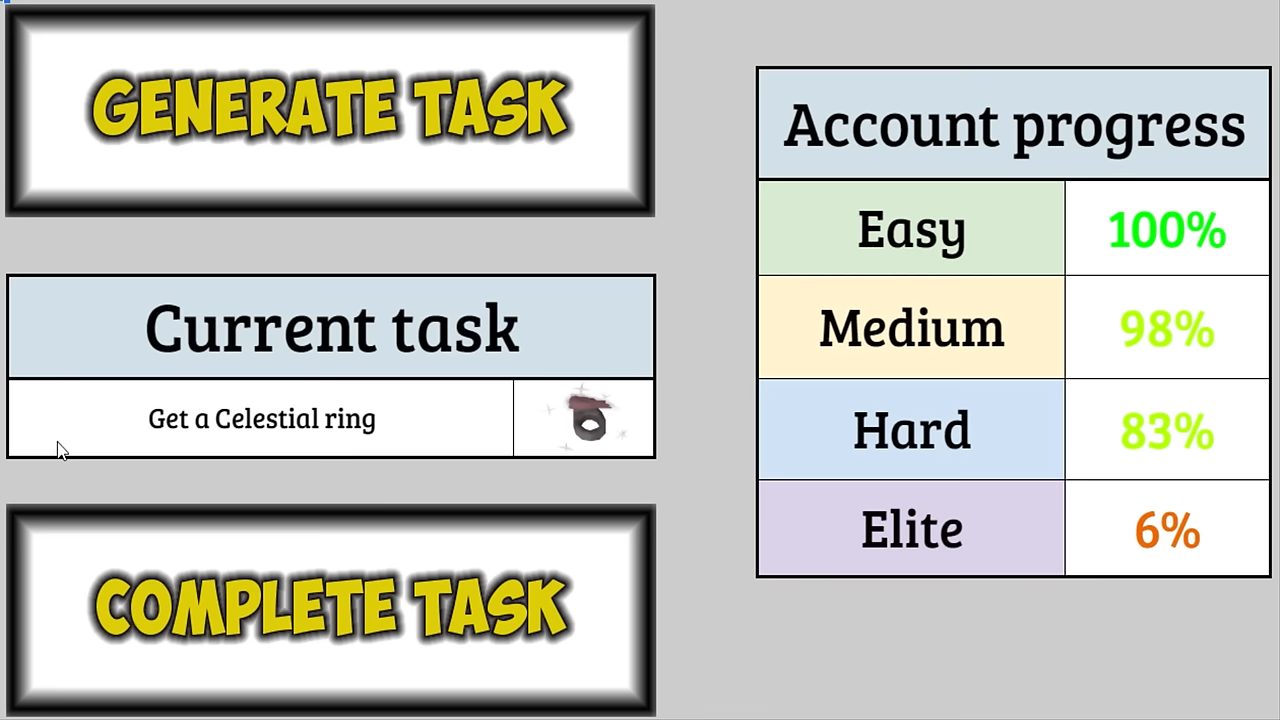 GENERATE TASK
Current task
Get a Celestial ring
COMPLETE TASK
Account progress
Easy 100%
Medium 98%
Hard 83%
Elite 6%